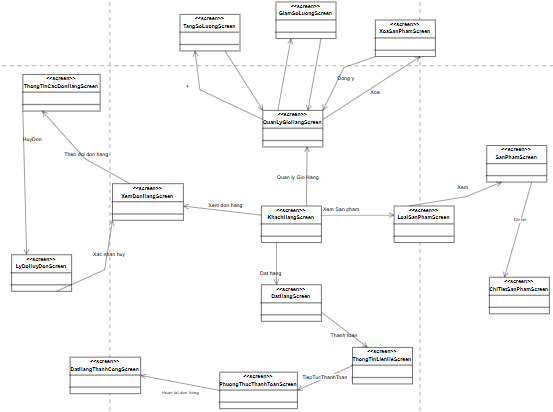 <<screen>>
GiamSoLuongScreen
<<screen>>
TangSoLuongScreen
<<screen>>
XoaSanPhamScreen
Dong y
Xoa
<<screen>>
ThongTinCacDonHangScreen
<<screen>>
QuanLyGioHangScreen
HuyDon
Theo doi don hang
<<screen>>
SanPhamScreen
Quan ly Gio Hang
<<screen>>
XemDonHangScreen
Xem
Xem don hang
<<screen>>
KhachHangScreen
Xem San pham
<<screen>>
LoaiSanPhamScreen
Xac nhan huy
<<screen>>
LyDoHuyDonScreen
Dat hang
<<screen>>
ChiTietSanPhamScreen
<<screen>>
DatHangScreen
Thanh toan
<<screen>>
ThongTinLienHeScreen
<<screen>>
DatHangThanhCongScreen
TiepTucThanhToan
<<screen>>
PhuongThucThanhToanScreen
Hoan tat don hang